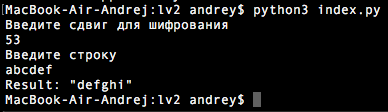 MacBook-Air-Andrej:lv2 andrey$ python3 index.py
Введите сдвиг для шифрования
53
Введите строку
abcdef
Result: "defghi"
MacBook-Air-Andrej:lv2 andrey$